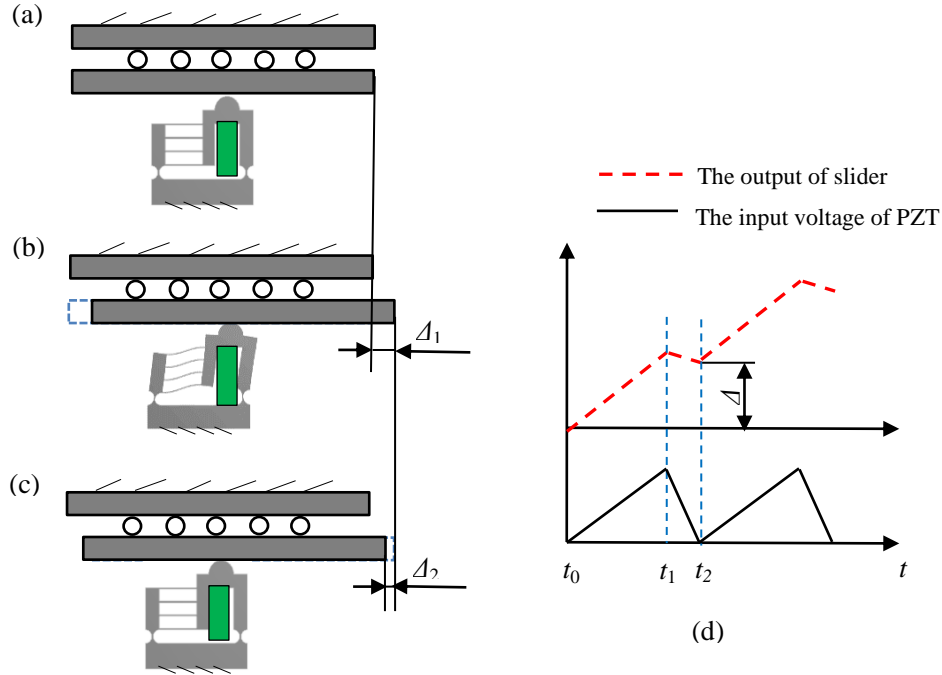 (a)
(b)
Δ1
(c)
Δ2
The output of slider
The input voltage of PZT
Δ
t0
t1
t2
t
(d)